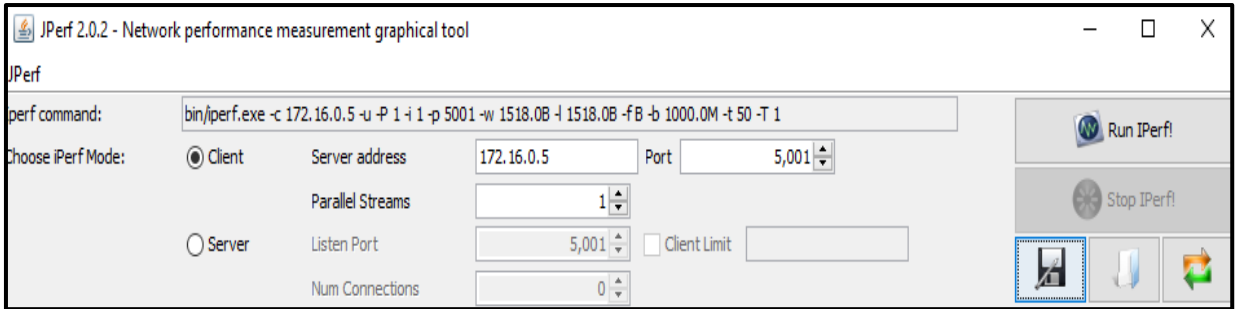 JPerf 2.0.2 - Network performance measurement graphical tool
JPerf
perf command: bin/iperf.exe -c 172.16.0.5 -u -P 1 -i 1 -p 5001 -w 1518.0B -l 1518.0B -f B -b 1000.0M -t 50 -T 1
Run IPerf!
Choose iPerf Mode: Client Server address 172.16.0.5 Port 5,001
Parallel Streams 1
Stop IPerf!
Server Listen Port 5,001 Client Limit
Num Connections 0